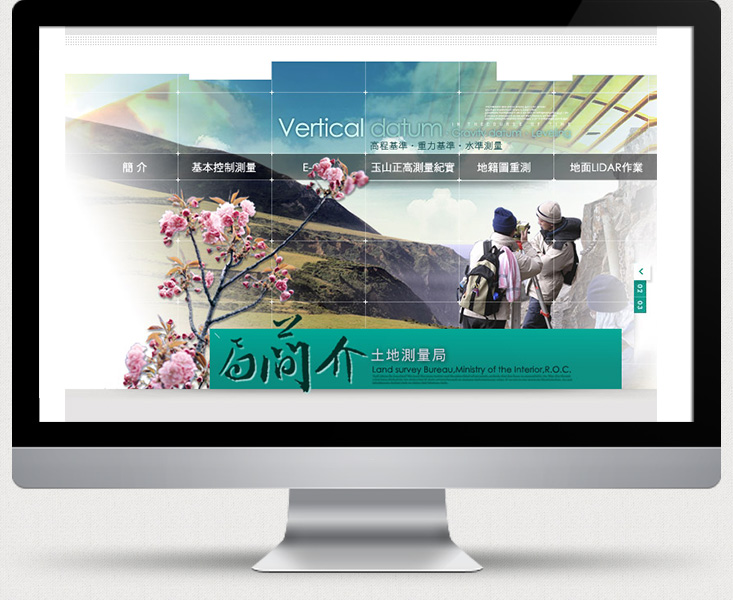 Vertical datum
高程基準・重力基準・水準測量
簡 介
基本控制測量
E-
玉山正高測量紀實
地籍圖重測
地面LIDAR作業
02
03
局簡介
土地測量局
Land survey Bureau,Ministry of the Interior,R.O.C.